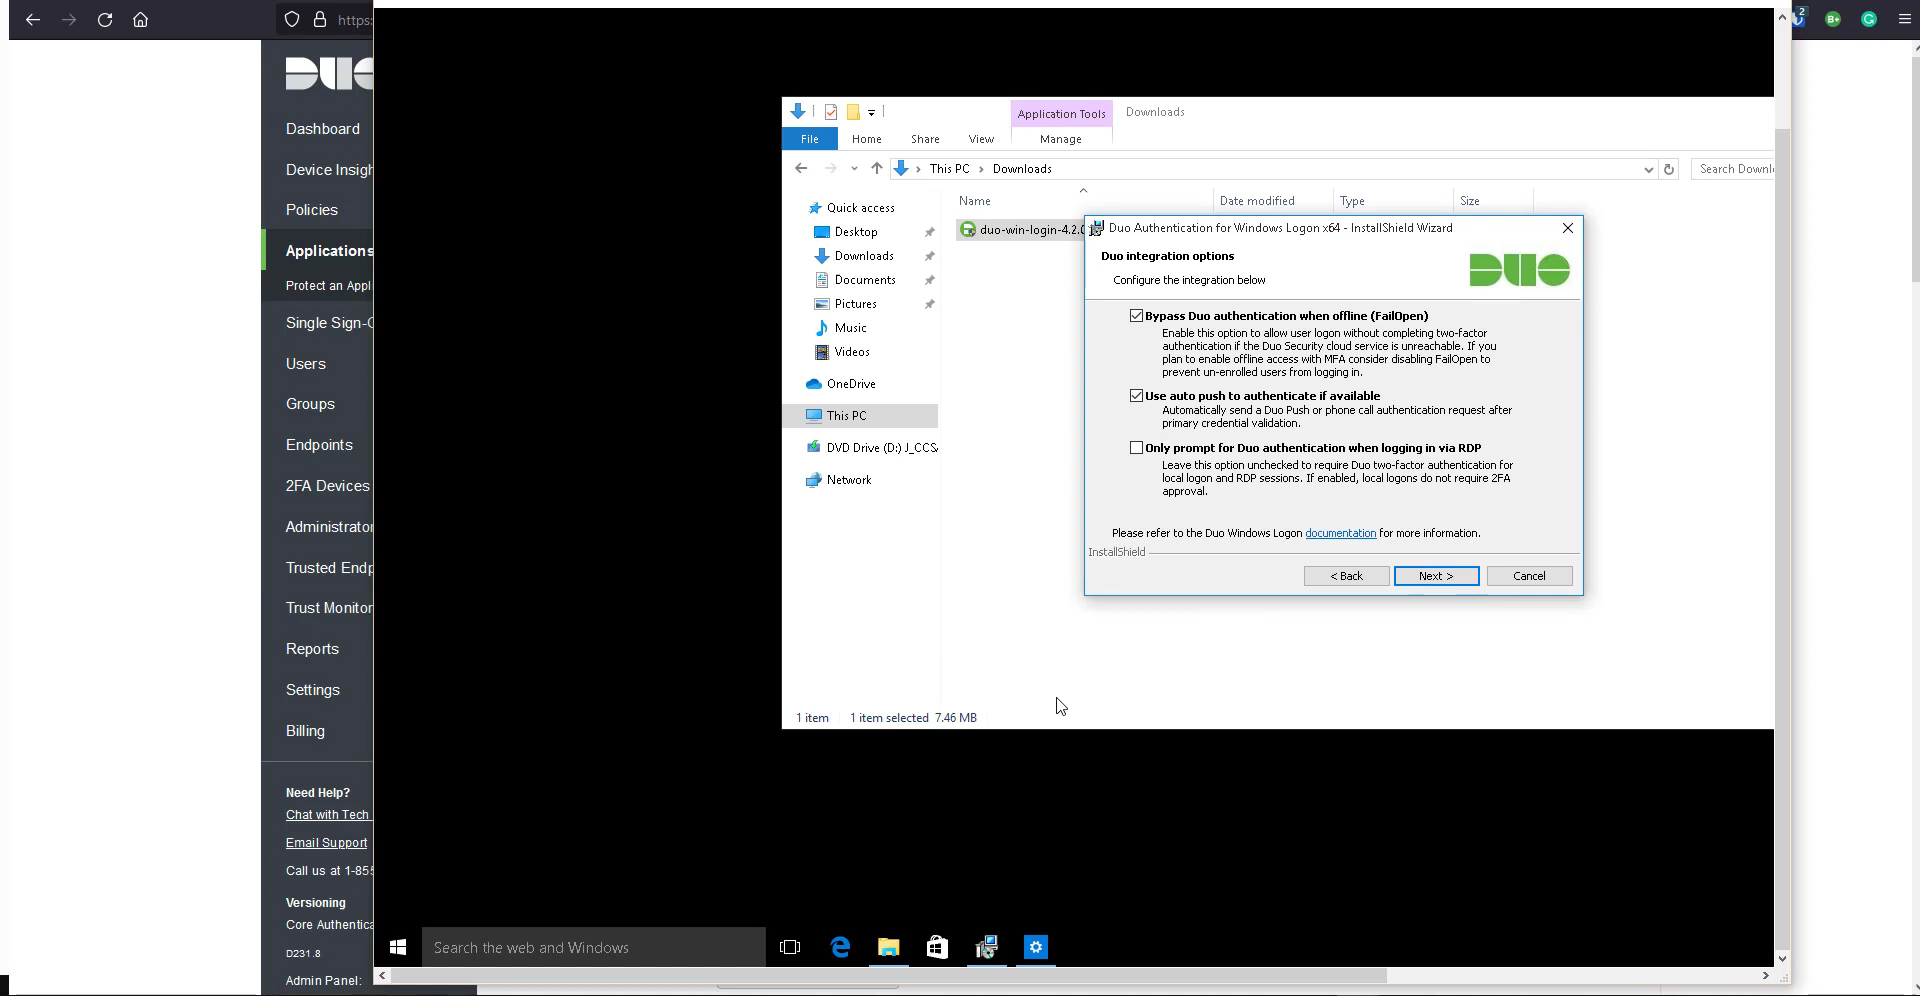 https:
2
B+
G
DUO
Dashboard
Device Insigh
Policies
Applications
Protect an Appl
Single Sign-O
Users
Groups
Endpoints
2FA Devices
Administrator
Trusted Endp
Trust Monitor
Reports
Settings
Billing
Need Help?
Chat with Tech
Email Support
Call us at 1-855
Versioning
Core Authentica
D231.8
Admin Panel:
Application Tools
Downloads
File
Home
Share
View
Manage
This PC
Downloads
Search Downl
Quick access
Desktop
Downloads
Documents
Pictures
Music
Videos
OneDrive
This PC
DVD Drive (D:) J_CCSA
Network
Name
Date modified
Type
Size
duo-win-login-4.2.0
Duo Authentication for Windows Logon x64 - InstallShield Wizard
Duo integration options
Configure the integration below
DUO
Bypass Duo authentication when offline (FailOpen)
Enable this option to allow user logon without completing two-factor
authentication if the Duo Security cloud service is unreachable. If you
plan to enable offline access with MFA consider disabling FailOpen to
prevent un-enrolled users from logging in.
Use auto push to authenticate if available
Automatically send a Duo Push or phone call authentication request after
primary credential validation.
Only prompt for Duo authentication when logging in via RDP
Leave this option unchecked to require Duo two-factor authentication for
local logon and RDP sessions. If enabled, local logons do not require 2FA
approval.
Please refer to the Duo Windows Logon documentation for more information.
InstallShield
< Back
Next >
Cancel
1 item
1 item selected 7.46 MB
Search the web and Windows